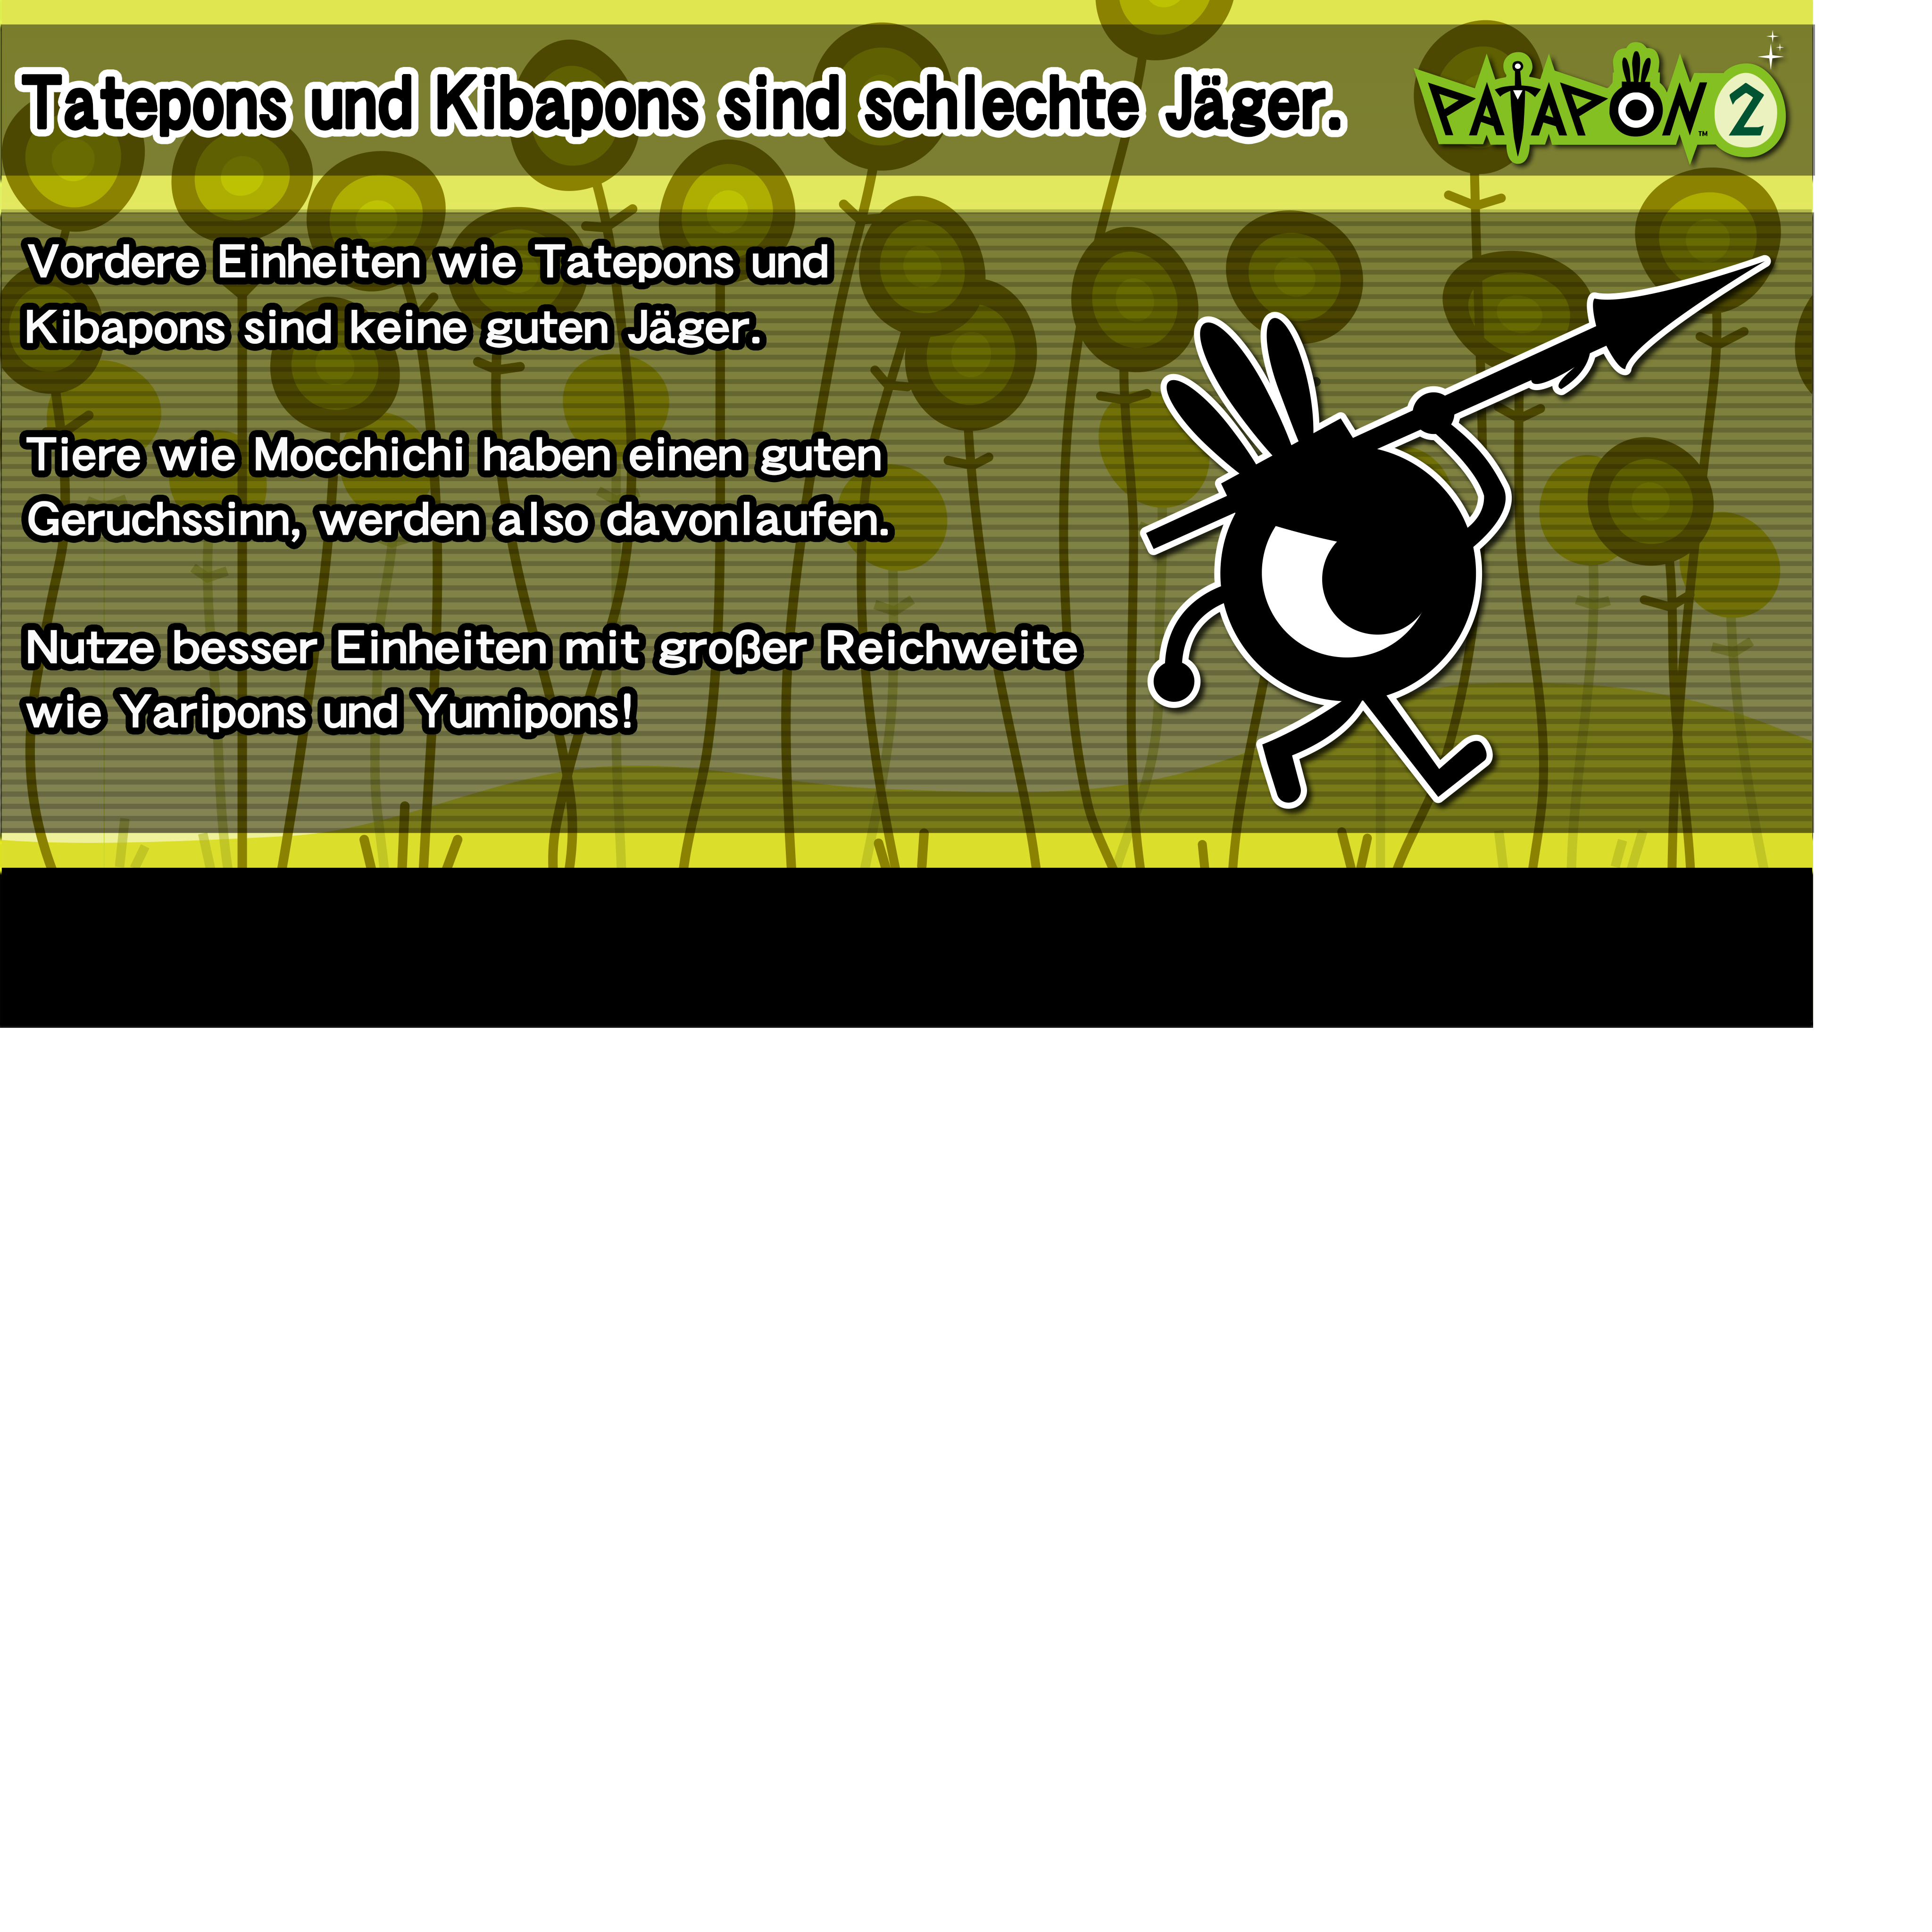 Tatepons und Kibapons sind schlechte Jäger.
PATAPON 2
™
Vordere Einheiten wie Tatepons und
Kibapons sind keine guten Jäger.
Tiere wie Mocchichi haben einen guten
Geruchssinn, werden also davonlaufen.
Nutze besser Einheiten mit großer Reichweite
wie Yaripons und Yumipons!